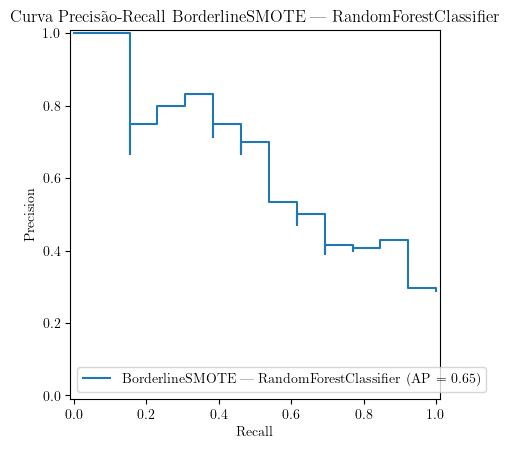 Curva Precisão-Recall BorderlineSMOTE — RandomForestClassifier
1.0
0.8
0.6
0.4
0.2
0.0
Precision
BorderlineSMOTE — RandomForestClassifier (AP = 0.65)
0.0 0.2 0.4 0.6 0.8 1.0
Recall